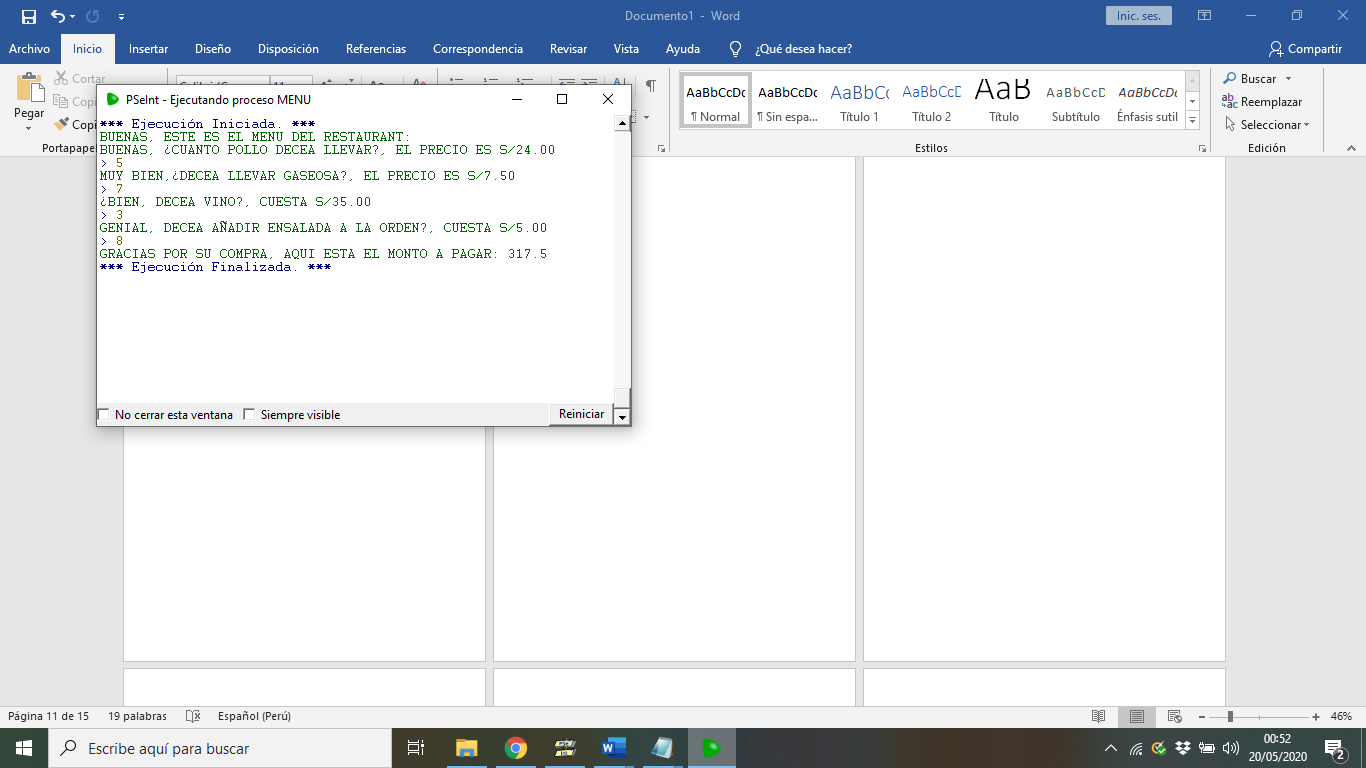 Documento1 - Word
Inic. ses.
Archivo Inicio Insertar Diseño Disposición Referencias Correspondencia Revisar Vista Ayuda ¿Qué desea hacer? Compartir
Pegar
Cortar
Portapapel
AaBbCcDc AaBbCcDc AaBbCc AaBbCcD AaB AaBbCcD AaBbCcDc
¶ Normal ¶ Sin espa... Título 1 Título 2 Título Subtítulo Énfasis sutil
Estilos
Buscar
Reemplazar
Seleccionar
Edición
PSeInt - Ejecutando proceso MENU
*** Ejecución Iniciada. ***
BUENAS, ESTE ES EL MENU DEL RESTAURANT:
BUENAS, ¿CUANTO POLLO DECEA LLEVAR?, EL PRECIO ES S/24.00
> 5
MUY BIEN,¿DECEA LLEVAR GASEOSA?, EL PRECIO ES S/7.50
> 7
¿BIEN, DECEA VINO?, CUESTA S/35.00
> 3
GENIAL, DECEA AÑADIR ENSALADA A LA ORDEN?, CUESTA S/5.00
> 8
GRACIAS POR SU COMPRA, AQUI ESTA EL MONTO A PAGAR: 317.5
*** Ejecución Finalizada. ***
No cerrar esta ventana Siempre visible Reiniciar
Página 11 de 15 19 palabras Español (Perú) 46%
Escribe aquí para buscar
00:52
20/05/2020
2